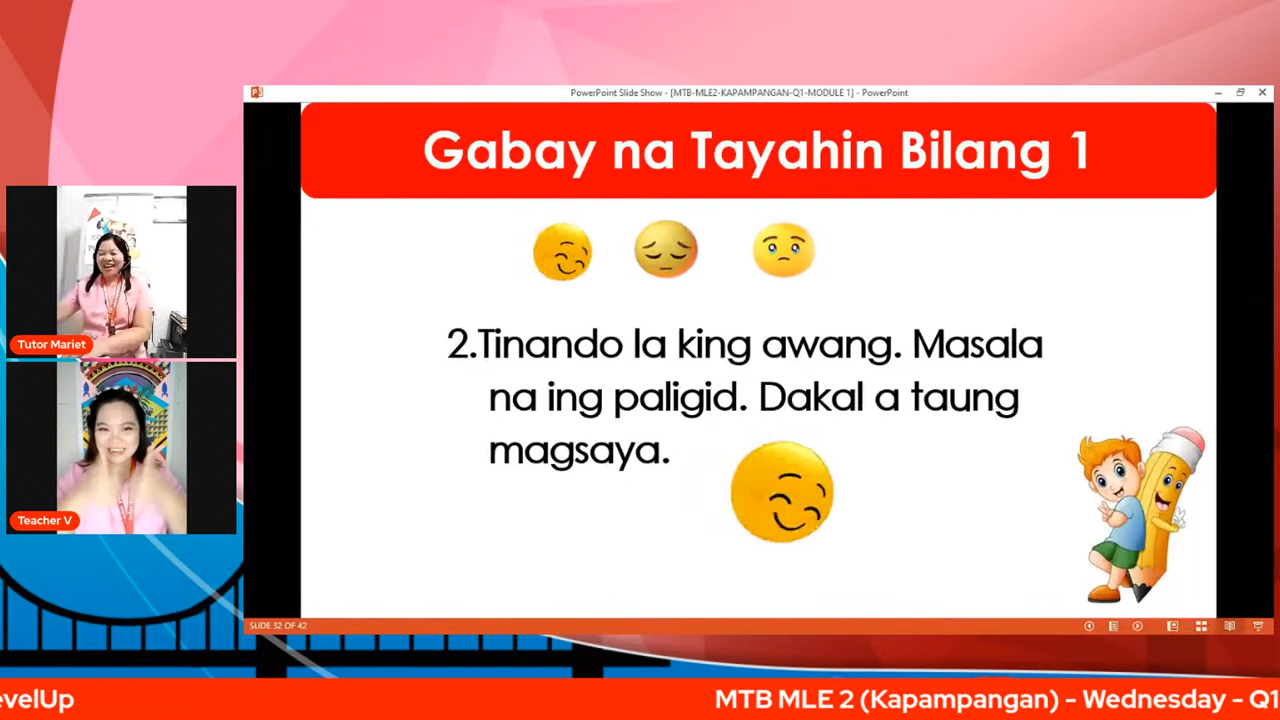 PowerPoint Slide Show - [MTB-MLE2-KAPAMPANGAN-Q1-MODULE 1] - PowerPoint
Gabay na Tayahin Bilang 1
2.Tinando la king awang. Masala
na ing paligid. Dakal a taung
magsaya.
Tutor Mariet
Teacher V
SLIDE 32 OF 42
evelUp
MTB MLE 2 (Kapampangan) - Wednesday - Q1